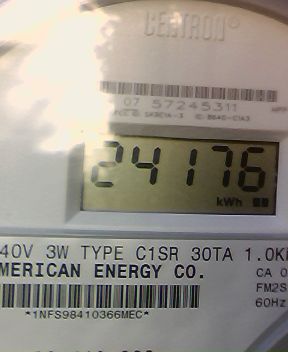 CENTRON®
07 57245311
24176
kWh
40V 3W TYPE C1SR 30TA 1.0K
MERICAN ENERGY CO.
CA 0
FM2S
60Hz
*1NFS98410366MEC*